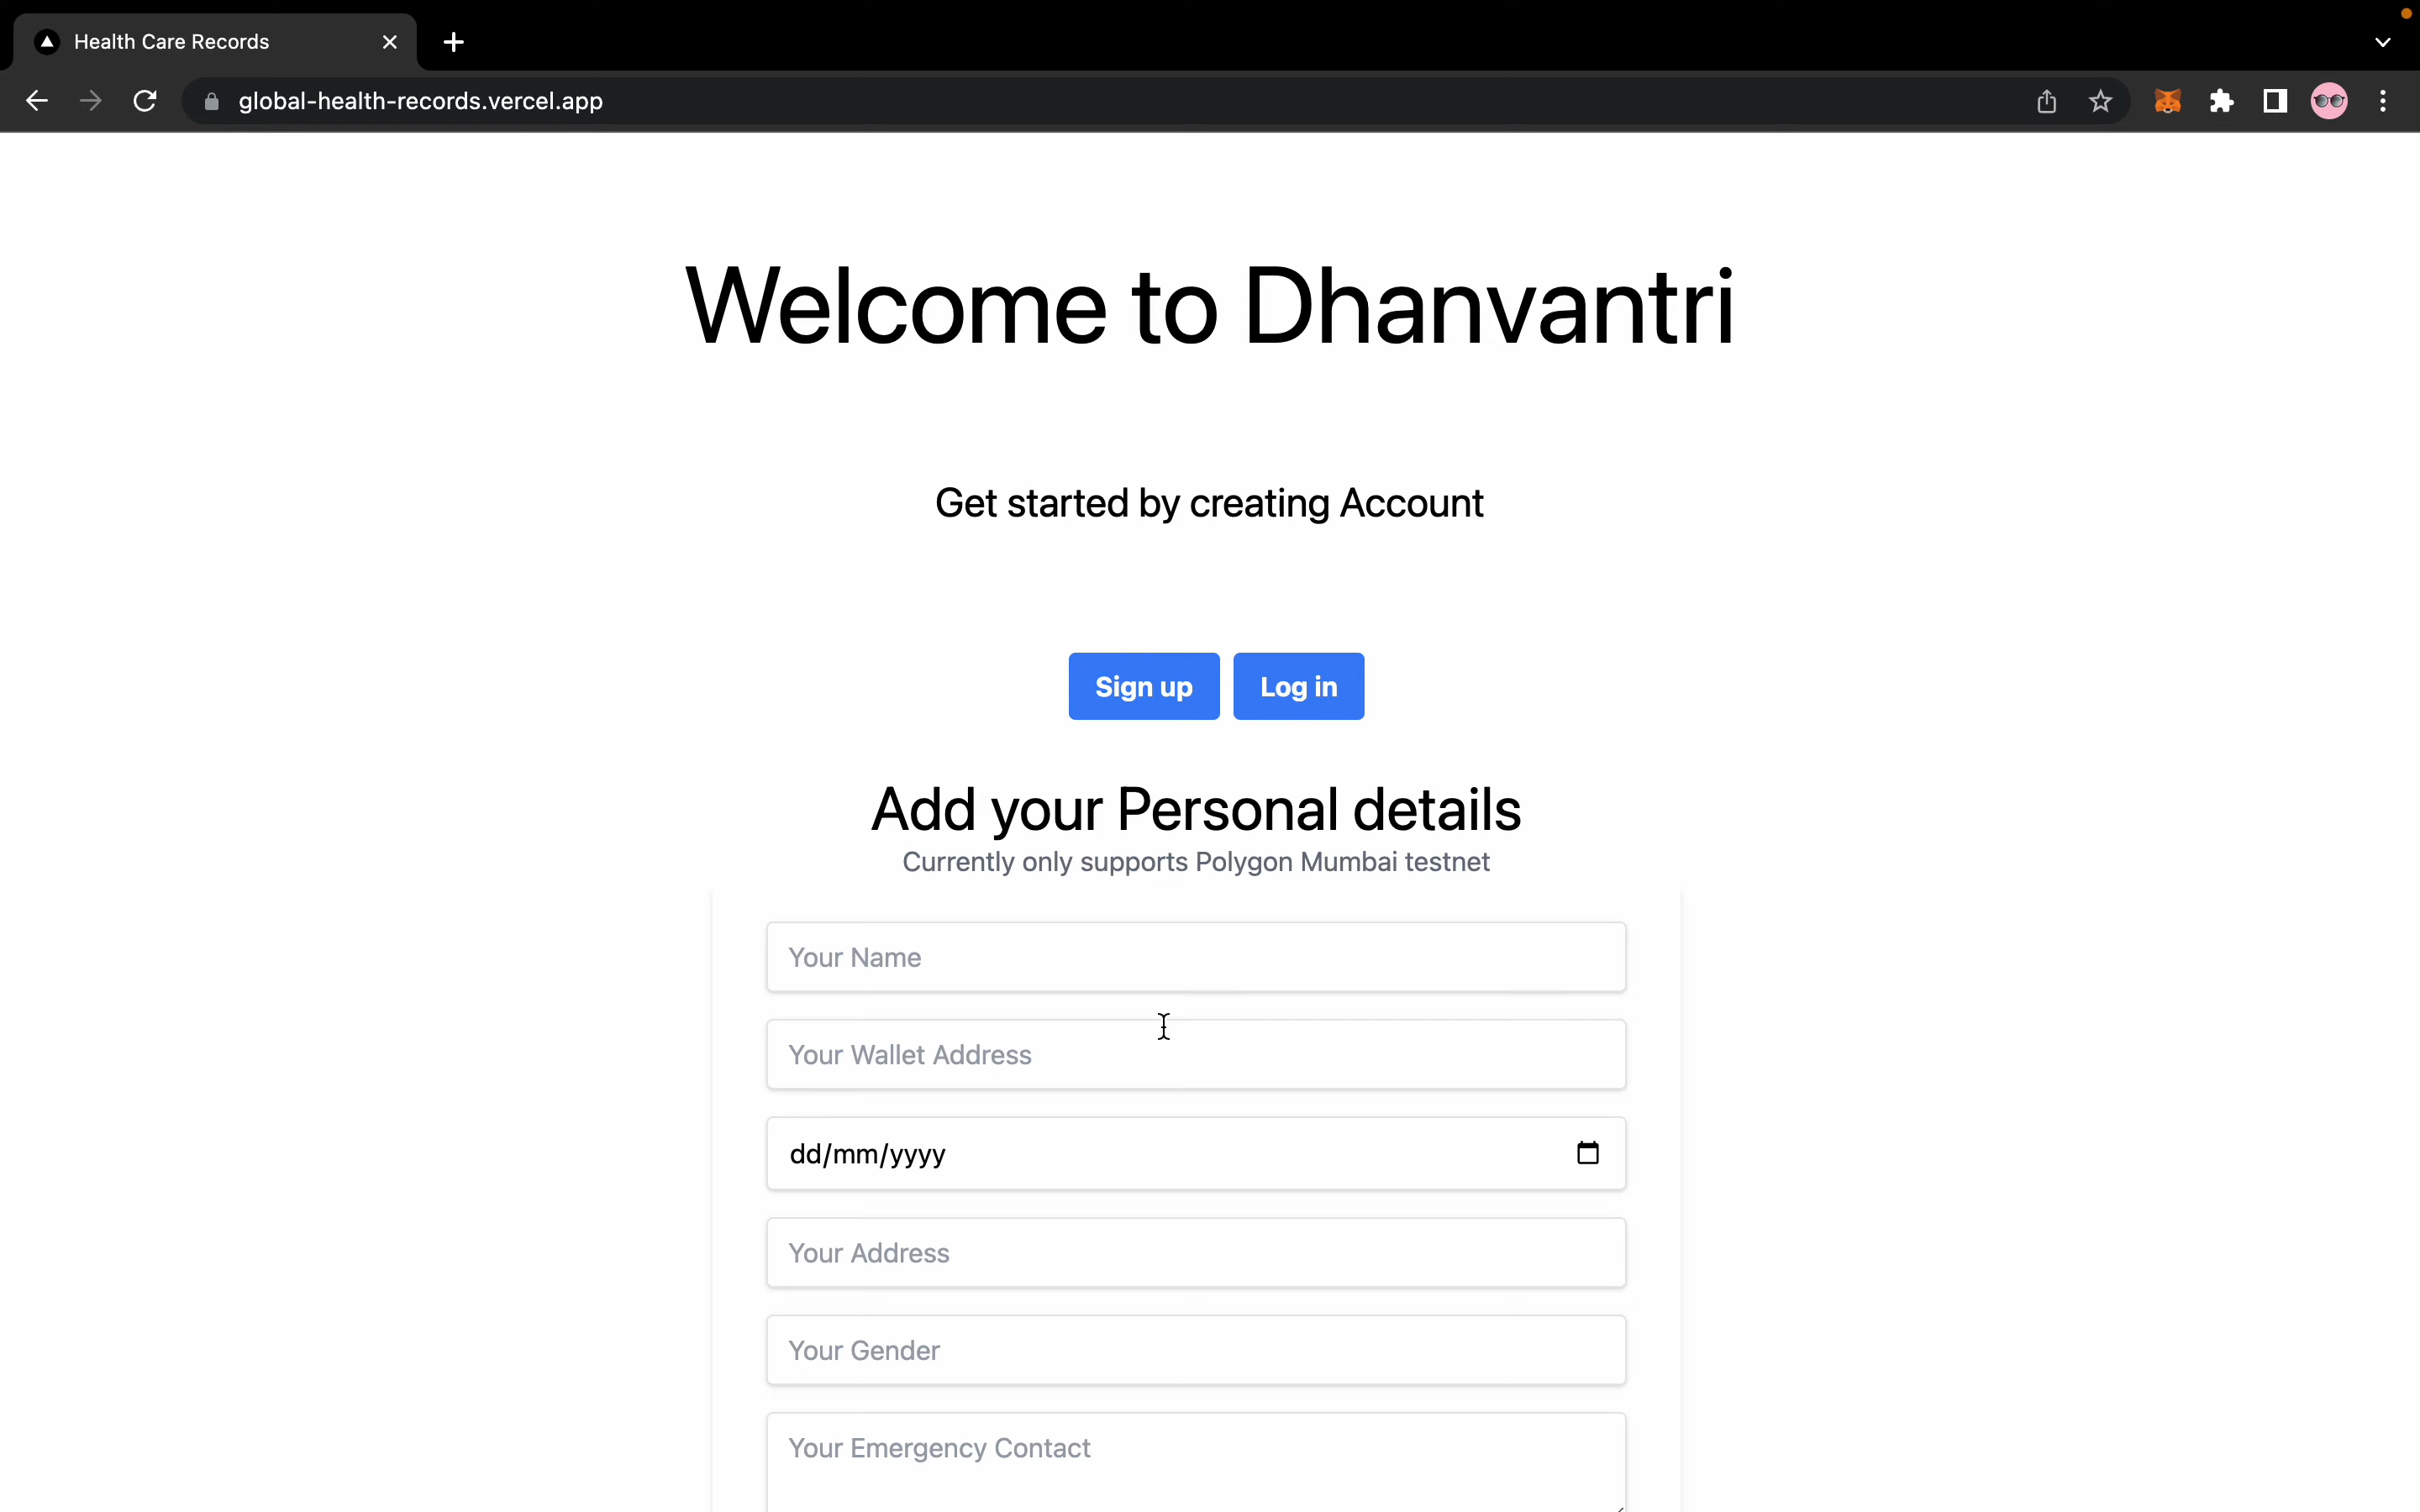 Health Care Records
global-health-records.vercel.app
Welcome to Dhanvantri
Get started by creating Account
Sign up
Log in
Add your Personal details
Currently only supports Polygon Mumbai testnet
Your Name
Your Wallet Address
dd/mm/yyyy
Your Address
Your Gender
Your Emergency Contact